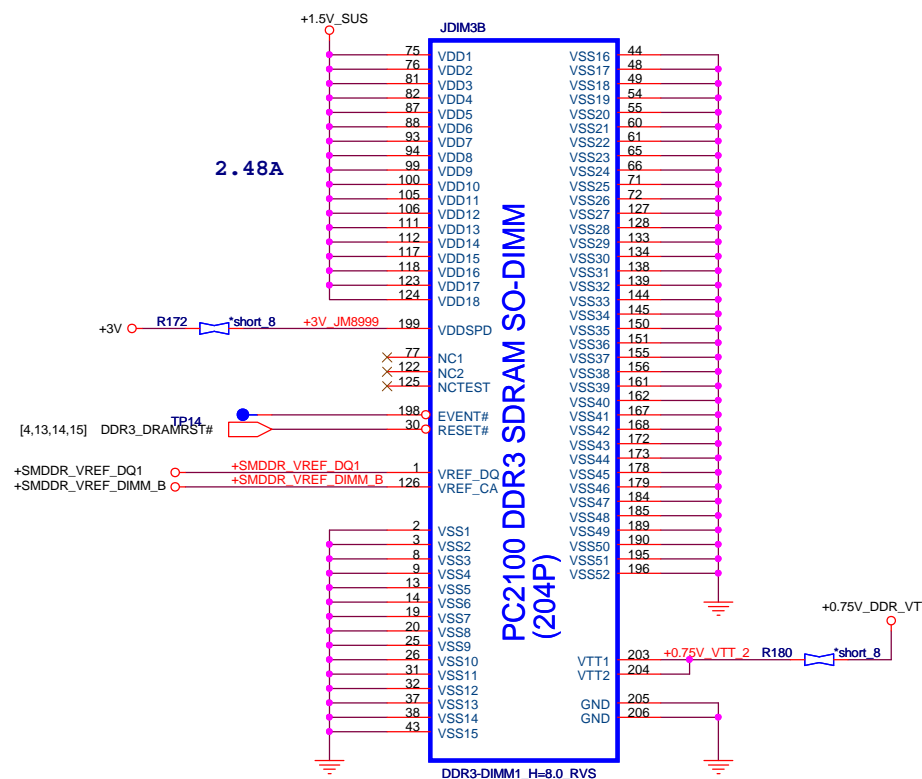 +1.5V_SUS
JDIM3B
75 VDD1 VSS16 44
76 VDD2 VSS17 48
81 VDD3 VSS18 49
82 VDD4 VSS19 54
87 VDD5 VSS20 55
88 VDD6 VSS21 60
93 VDD7 VSS22 61
94 VDD8 VSS23 65
99 VDD9 VSS24 66
100 VDD10 VSS25 71
105 VDD11 VSS26 72
106 VDD12 VSS27 127
111 VDD13 VSS28 128
112 VDD14 VSS29 133
117 VDD15 VSS30 134
118 VDD16 VSS31 138
123 VDD17 VSS32 139
124 VDD18 VSS33 144
2.48A
VSS34 145
+3V R172 *short_8 +3V_JM8999 199 VDDSPD VSS35 150
VSS36 151
77 NC1 VSS37 155
122 NC2 VSS38 156
125 NCTEST VSS39 161
VSS40 162
TP14 198 EVENT# VSS41 167
[4,13,14,15] DDR3_DRAMRST# 30 RESET# VSS42 168
VSS43 172
VSS44 173
+SMDDR_VREF_DQ1 +SMDDR_VREF_DQ1 1 VREF_DQ VSS45 178
+SMDDR_VREF_DIMM_B +SMDDR_VREF_DIMM_B 126 VREF_CA VSS46 179
VSS47 184
VSS48 185
2 VSS1 VSS49 189
3 VSS2 VSS50 190
8 VSS3 VSS51 195
9 VSS4 VSS52 196
13 VSS5
14 VSS6
19 VSS7
20 VSS8
25 VSS9
26 VSS10
31 VSS11
32 VSS12
37 VSS13
38 VSS14
43 VSS15
PC2100 DDR3 SDRAM SO-DIMM
(204P)
+0.75V_DDR_VT
VTT1 203 +0.75V_VTT_2 R180 *short_8
VTT2 204
GND 205
GND 206
DDR3-DIMM1_H=8.0_RVS